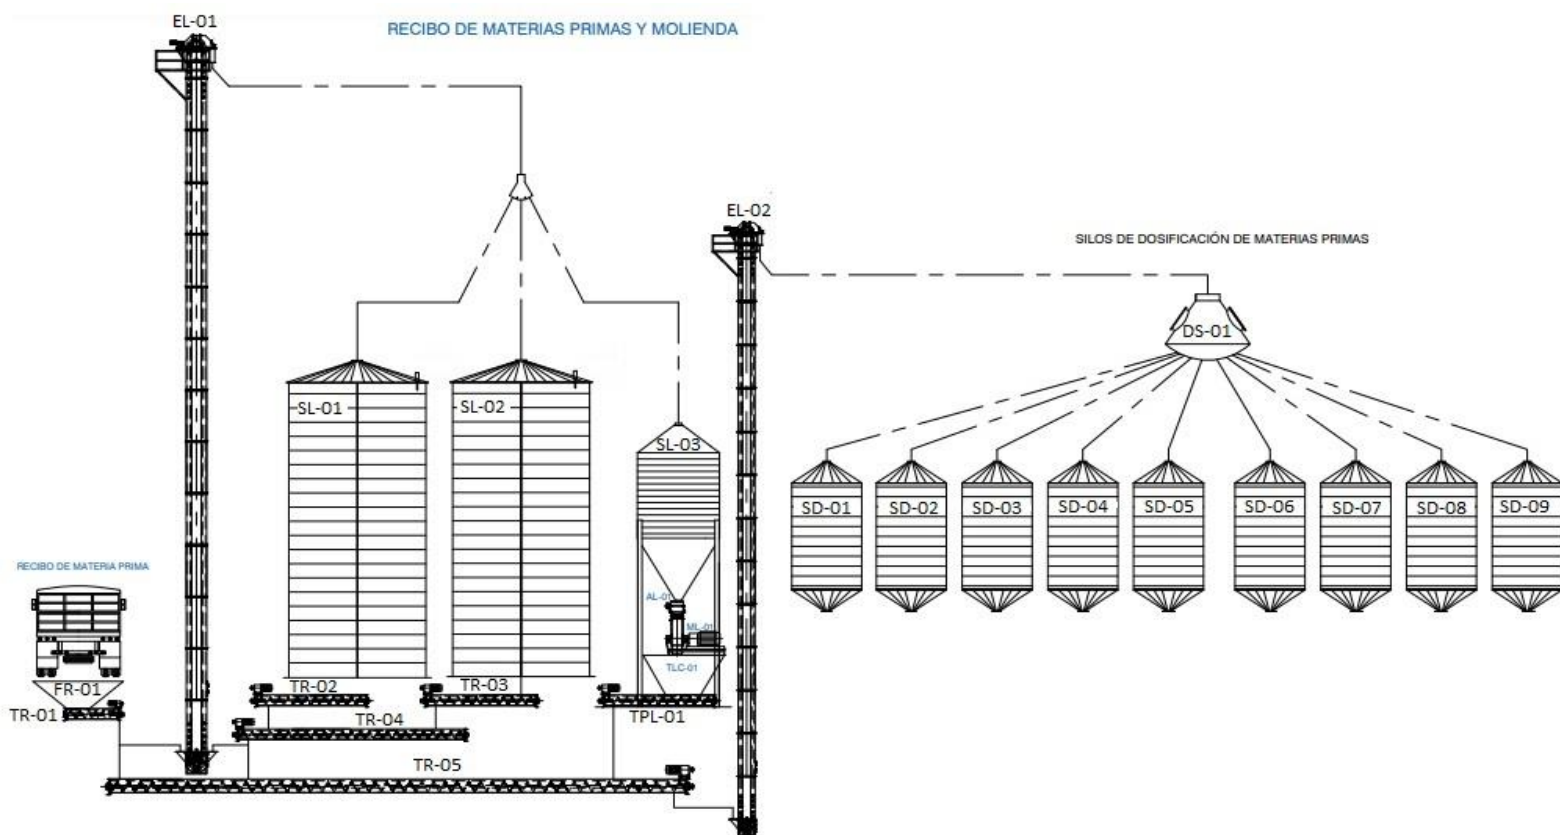 EL-01
RECIBO DE MATERIAS PRIMAS Y MOLIENDA
EL-02
SILOS DE DOSIFICACIÓN DE MATERIAS PRIMAS
DS-01
SL-01
SL-02
SL-03
SD-01
SD-02
SD-03
SD-04
SD-05
SD-06
SD-07
SD-08
SD-09
RECIBO DE MATERIA PRIMA
AL-01
ML-01
TLC-01
FR-01
TR-01
TR-02
TR-03
TPL-01
TR-04
TR-05